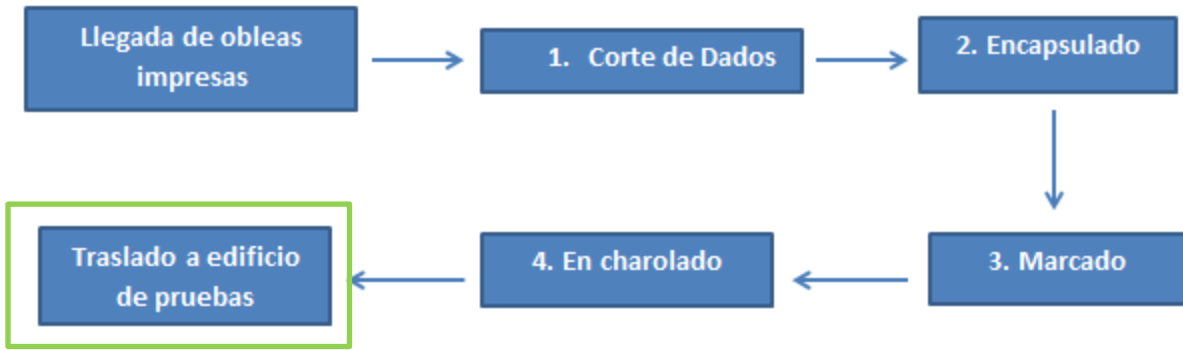 Llegada de obleas
impresas
1. Corte de Dados
2. Encapsulado
3. Marcado
4. En charolado
Traslado a edificio
de pruebas